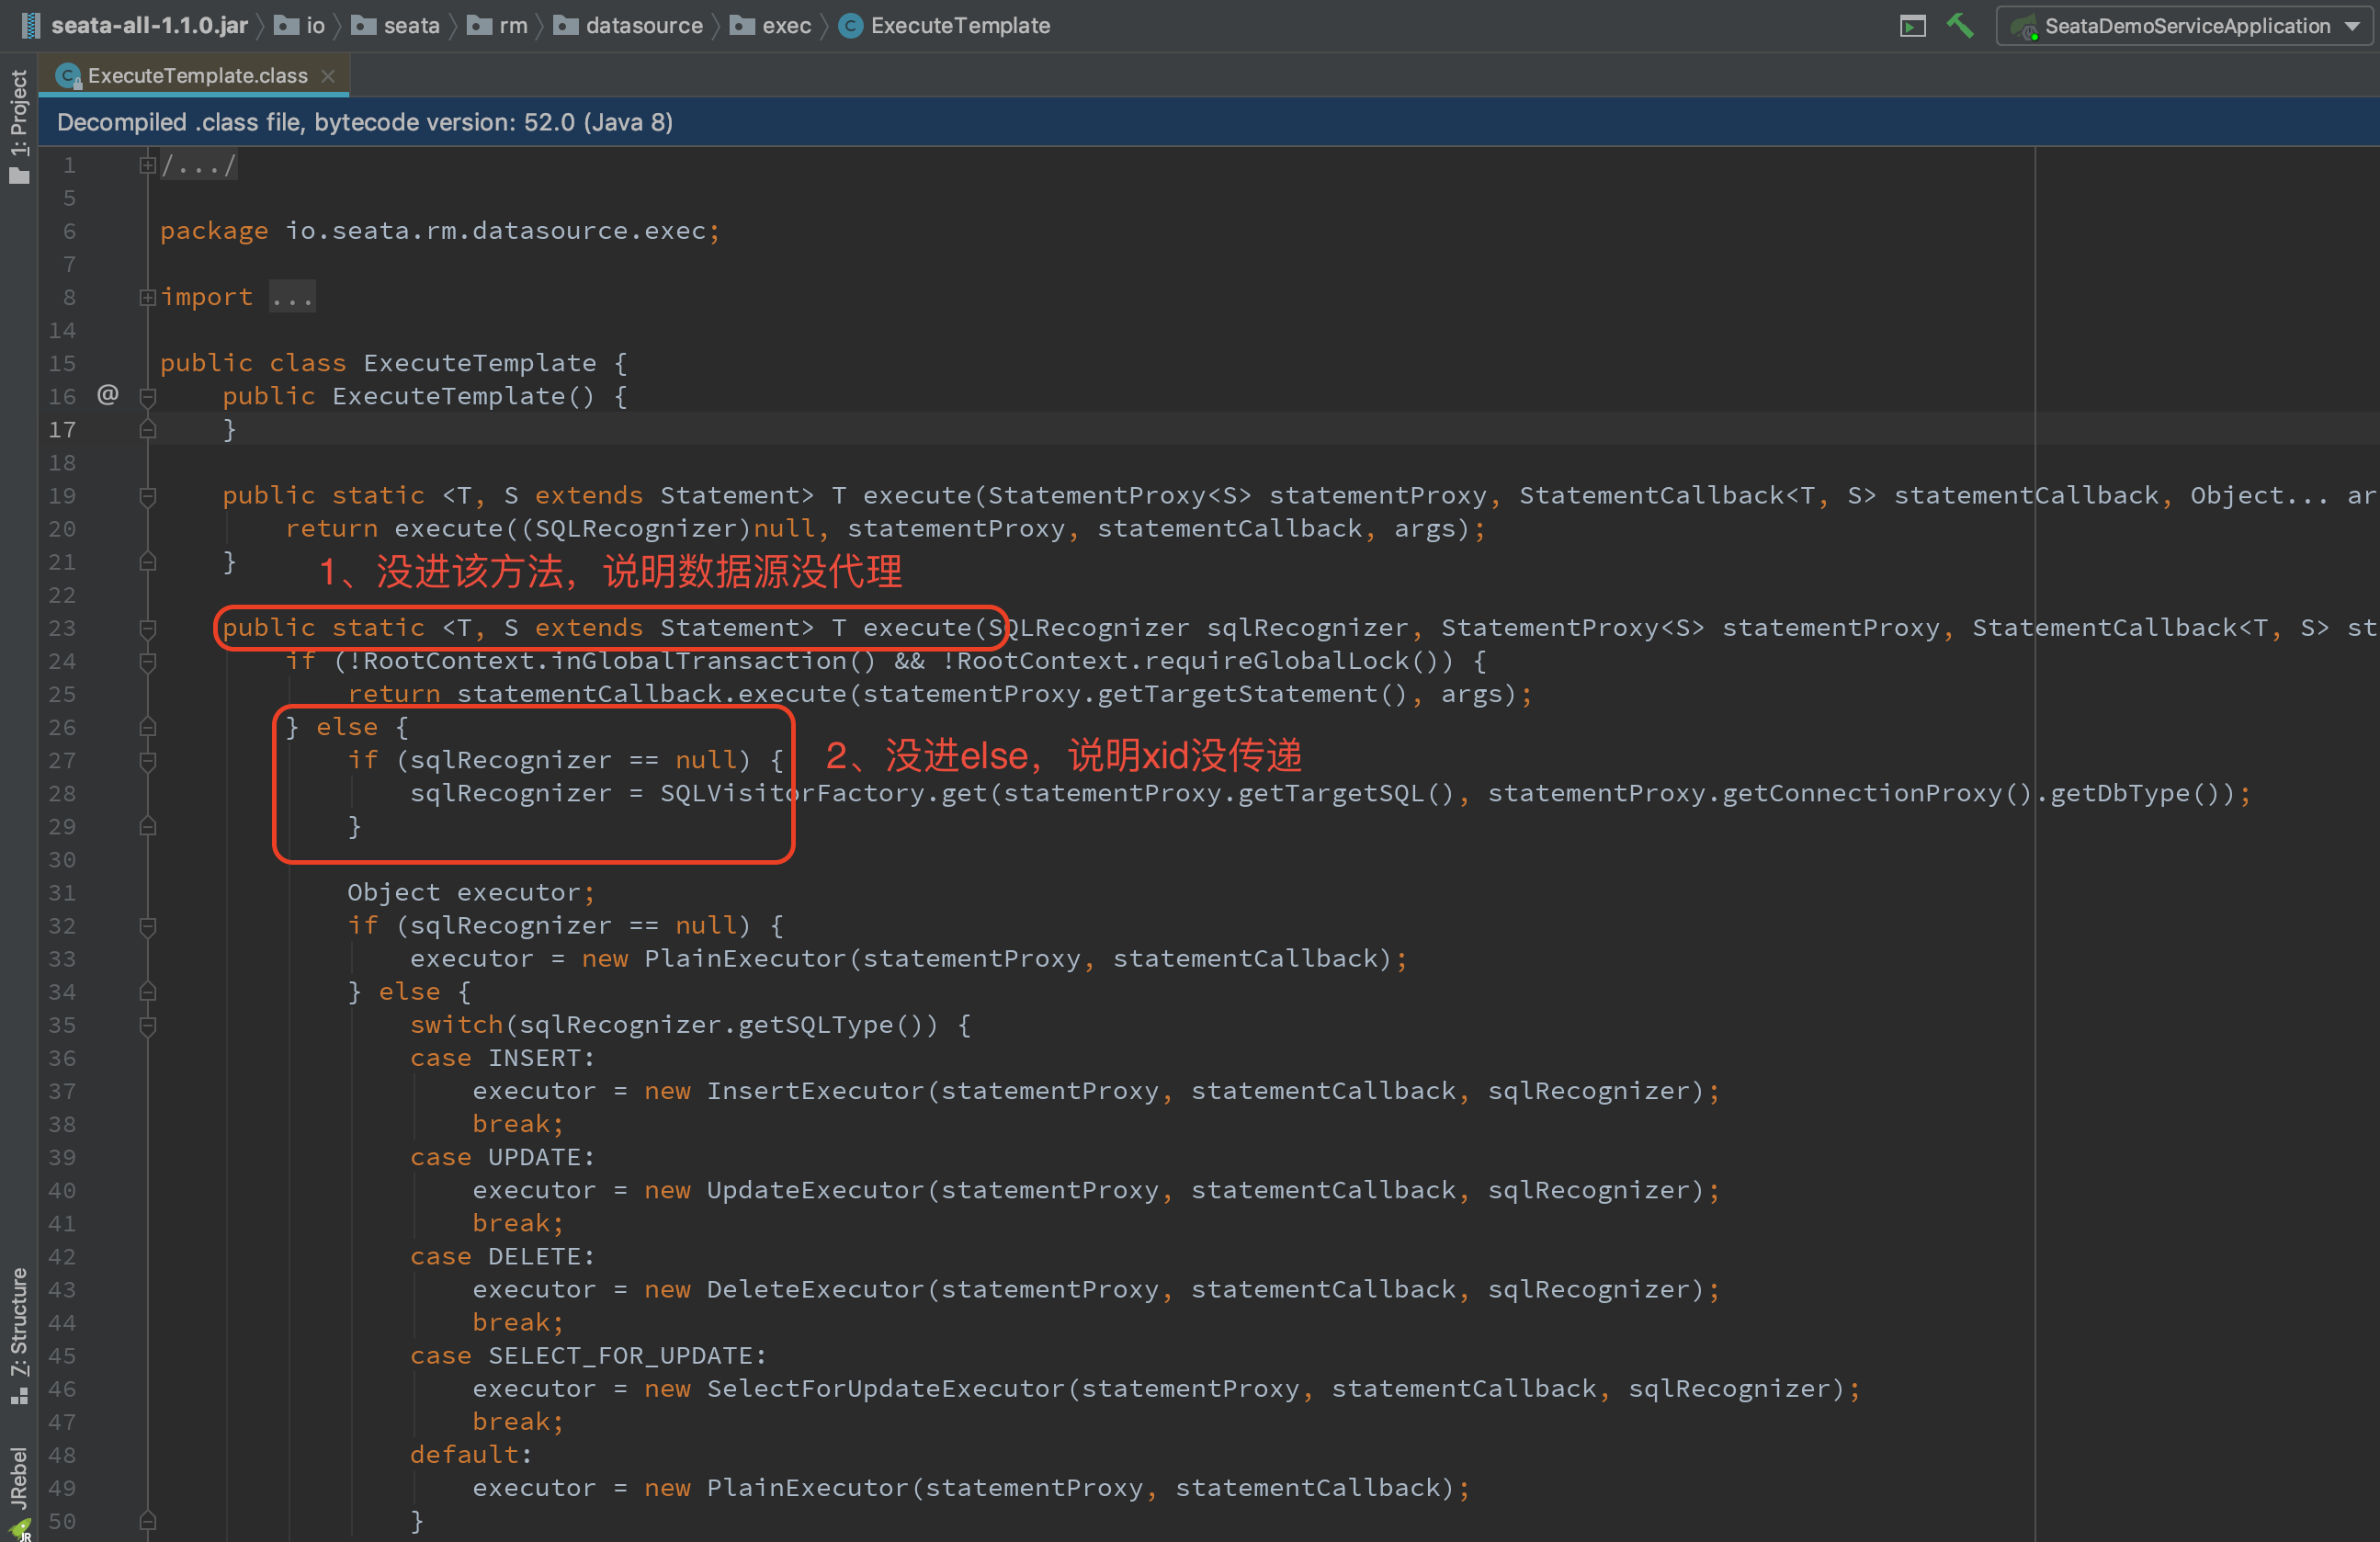 seata-all-1.1.0.jar io seata rm datasource exec ExecuteTemplate SeataDemoServiceApplication
ExecuteTemplate.class
1: Project
Decompiled .class file, bytecode version: 52.0 (Java 8)
1 /.../
5
6 package io.seata.rm.datasource.exec;
7
8 import ...
14
15 public class ExecuteTemplate {
16 @ public ExecuteTemplate() {
17 }
18
19 public static <T, S extends Statement> T execute(StatementProxy<S> statementProxy, StatementCallback<T, S> statementCallback, Object... ar
20 return execute((SQLRecognizer)null, statementProxy, statementCallback, args);
21 }
1、没进该方法，说明数据源没代理
22
23 public static <T, S extends Statement> T execute(SQLRecognizer sqlRecognizer, StatementProxy<S> statementProxy, StatementCallback<T, S> st
24 if (!RootContext.inGlobalTransaction() && !RootContext.requireGlobalLock()) {
25 return statementCallback.execute(statementProxy.getTargetStatement(), args);
26 } else {
27 if (sqlRecognizer == null) {
2、没进else，说明xid没传递
28 sqlRecognizer = SQLVisitorFactory.get(statementProxy.getTargetSQL(), statementProxy.getConnectionProxy().getDbType());
29 }
30
31 Object executor;
32 if (sqlRecognizer == null) {
33 executor = new PlainExecutor(statementProxy, statementCallback);
34 } else {
35 switch(sqlRecognizer.getSQLType()) {
36 case INSERT:
37 executor = new InsertExecutor(statementProxy, statementCallback, sqlRecognizer);
38 break;
39 case UPDATE:
40 executor = new UpdateExecutor(statementProxy, statementCallback, sqlRecognizer);
41 break;
42 case DELETE:
43 executor = new DeleteExecutor(statementProxy, statementCallback, sqlRecognizer);
44 break;
45 case SELECT_FOR_UPDATE:
46 executor = new SelectForUpdateExecutor(statementProxy, statementCallback, sqlRecognizer);
47 break;
48 default:
49 executor = new PlainExecutor(statementProxy, statementCallback);
50 }
7: Structure
JRebel
JR